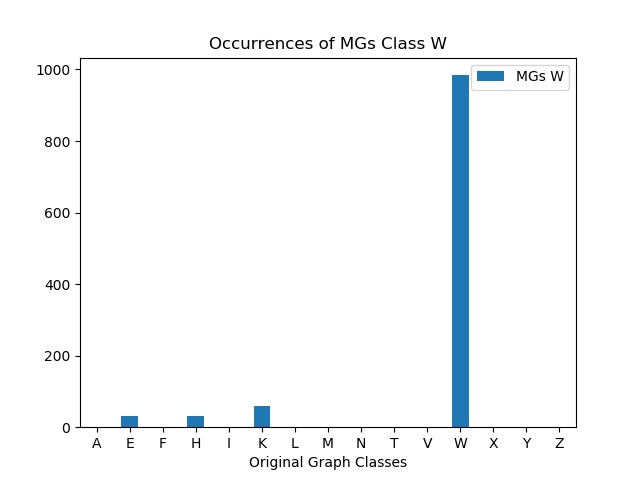 Occurrences of MGs Class W
MGs W
1000
800
600
400
200
0
A E F H I K L M N T V W X Y Z
Original Graph Classes